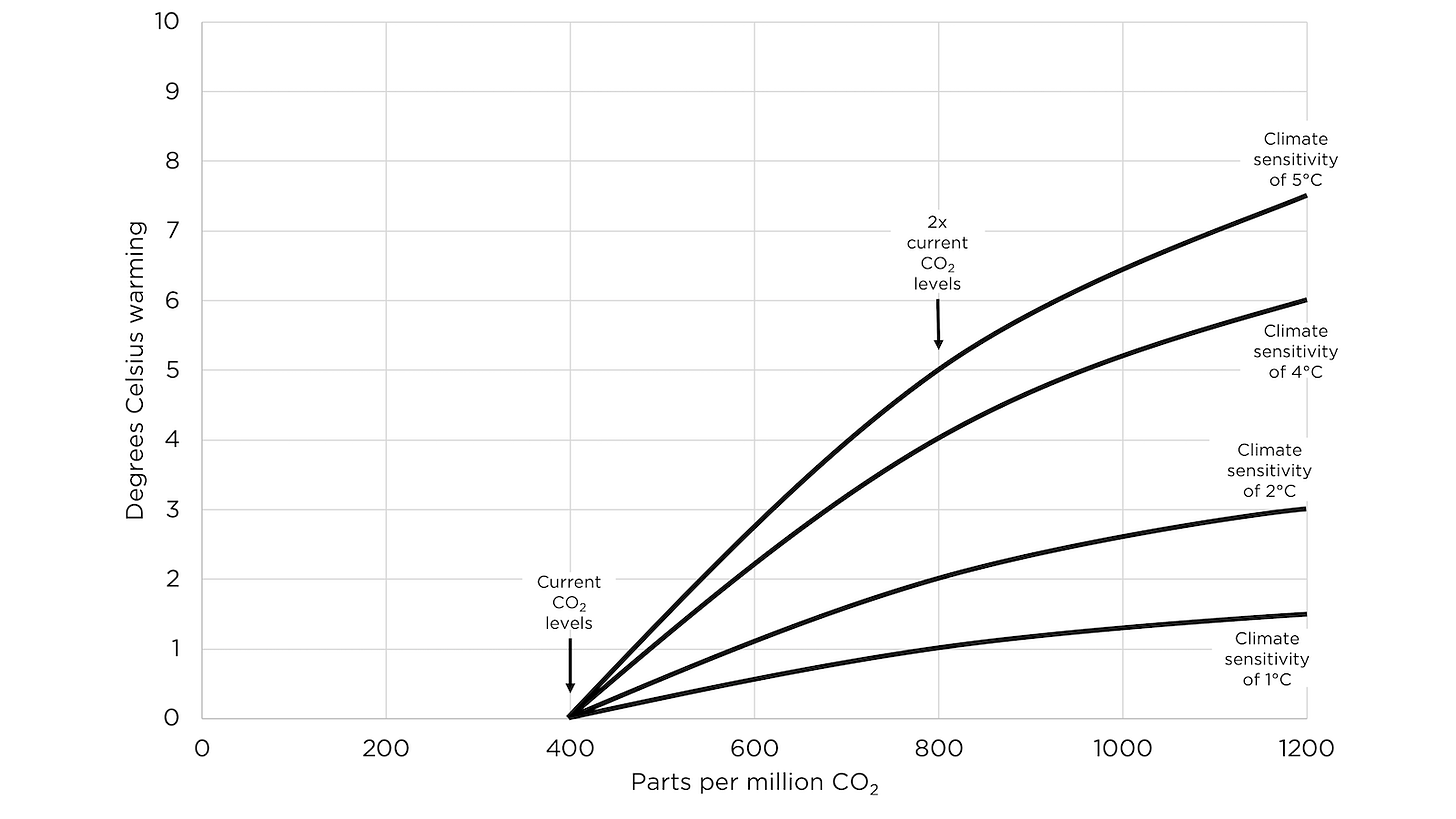 10
9
8
7
6
5
4
3
2
1
0
Degrees Celsius warming
Climate
sensitivity
of 5°C
2x
current
CO₂
levels
Climate
sensitivity
of 4°C
Climate
sensitivity
of 2°C
Current
CO₂
levels
Climate
sensitivity
of 1°C
0 200 400 600 800 1000 1200
Parts per million CO₂